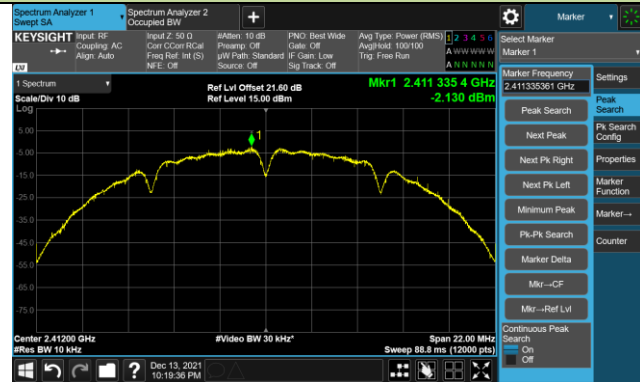 Spectrum Analyzer 1
Swept SA
Spectrum Analyzer 2
Occupied BW
+
Marker
KEYSIGHT
Input: RF
Coupling: AC
Align: Auto
Input Z: 50 Ω
Corr CCorr RCal
Freq Ref: Int (S)
NFE: Off
#Atten: 10 dB
Preamp: Off
µW Path: Standard
Source: Off
PNO: Best Wide
Gate: Off
IF Gain: Low
Sig Track: Off
Avg Type: Power (RMS)
Avg|Hold: 100/100
Trig: Free Run
1 2 3 4 5 6
A W W W W W
A N N N N N
LXI
Select Marker
Marker 1
1 Spectrum
Scale/Div 10 dB
Log
Ref Lvl Offset 21.60 dB
Ref Level 15.00 dBm
Mkr1 2.411 335 4 GHz
-2.130 dBm
5.00
-5.00
-15.0
-25.0
-35.0
-45.0
-55.0
-65.0
-75.0
1
Center 2.41200 GHz
#Res BW 10 kHz
#Video BW 30 kHz*
Span 22.00 MHz
Sweep 88.8 ms (12000 pts)
Marker Frequency
2.411335361 GHz
Peak Search
Next Peak
Next Pk Right
Next Pk Left
Minimum Peak
Pk-Pk Search
Marker Delta
Mkr→CF
Mkr→Ref Lvl
Continuous Peak
Search
On
Off
Settings
Peak
Search
Pk Search
Config
Properties
Marker
Function
Marker→
Counter
?
Dec 13, 2021
10:19:36 PM